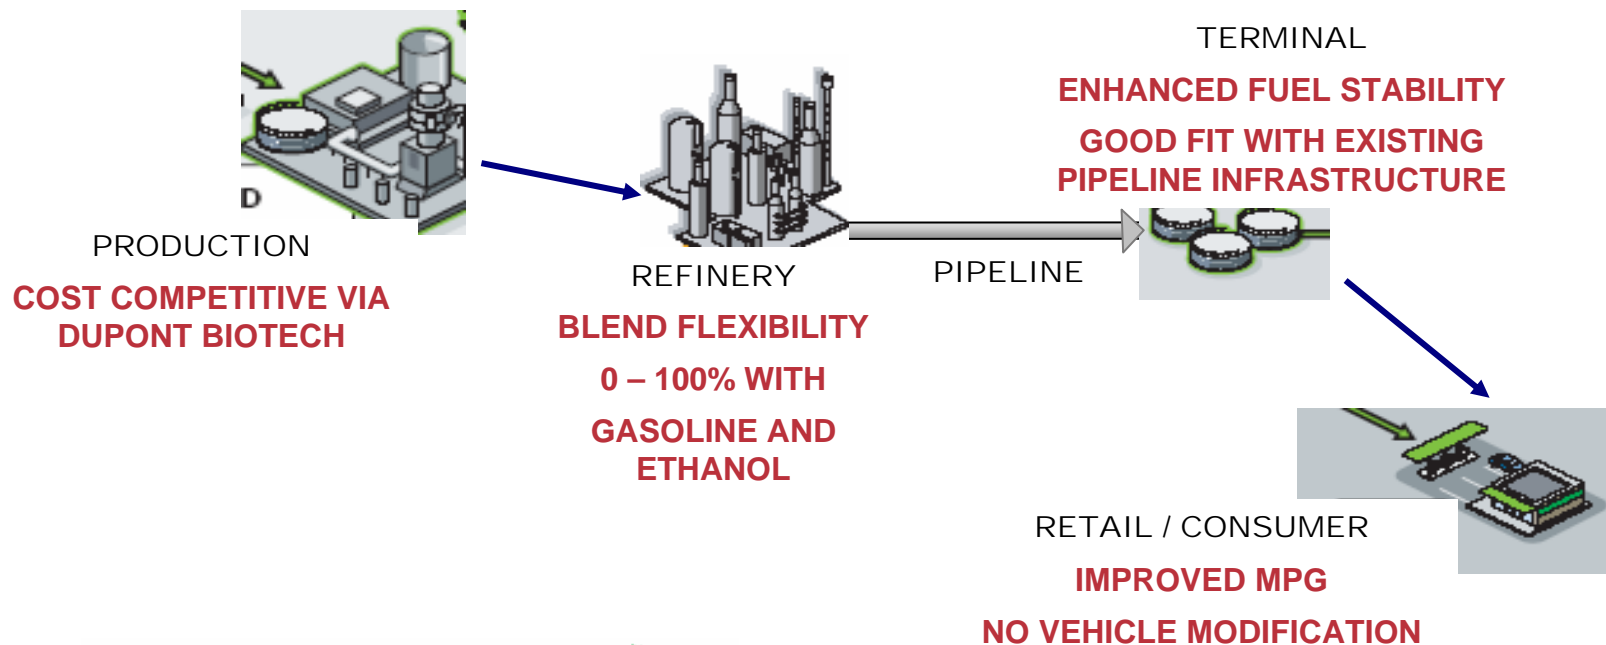 PRODUCTION
COST COMPETITIVE VIA
DUPONT BIOTECH
REFINERY
BLEND FLEXIBILITY
0 – 100% WITH
GASOLINE AND
ETHANOL
PIPELINE
TERMINAL
ENHANCED FUEL STABILITY
GOOD FIT WITH EXISTING
PIPELINE INFRASTRUCTURE
RETAIL / CONSUMER
IMPROVED MPG
NO VEHICLE MODIFICATION
D